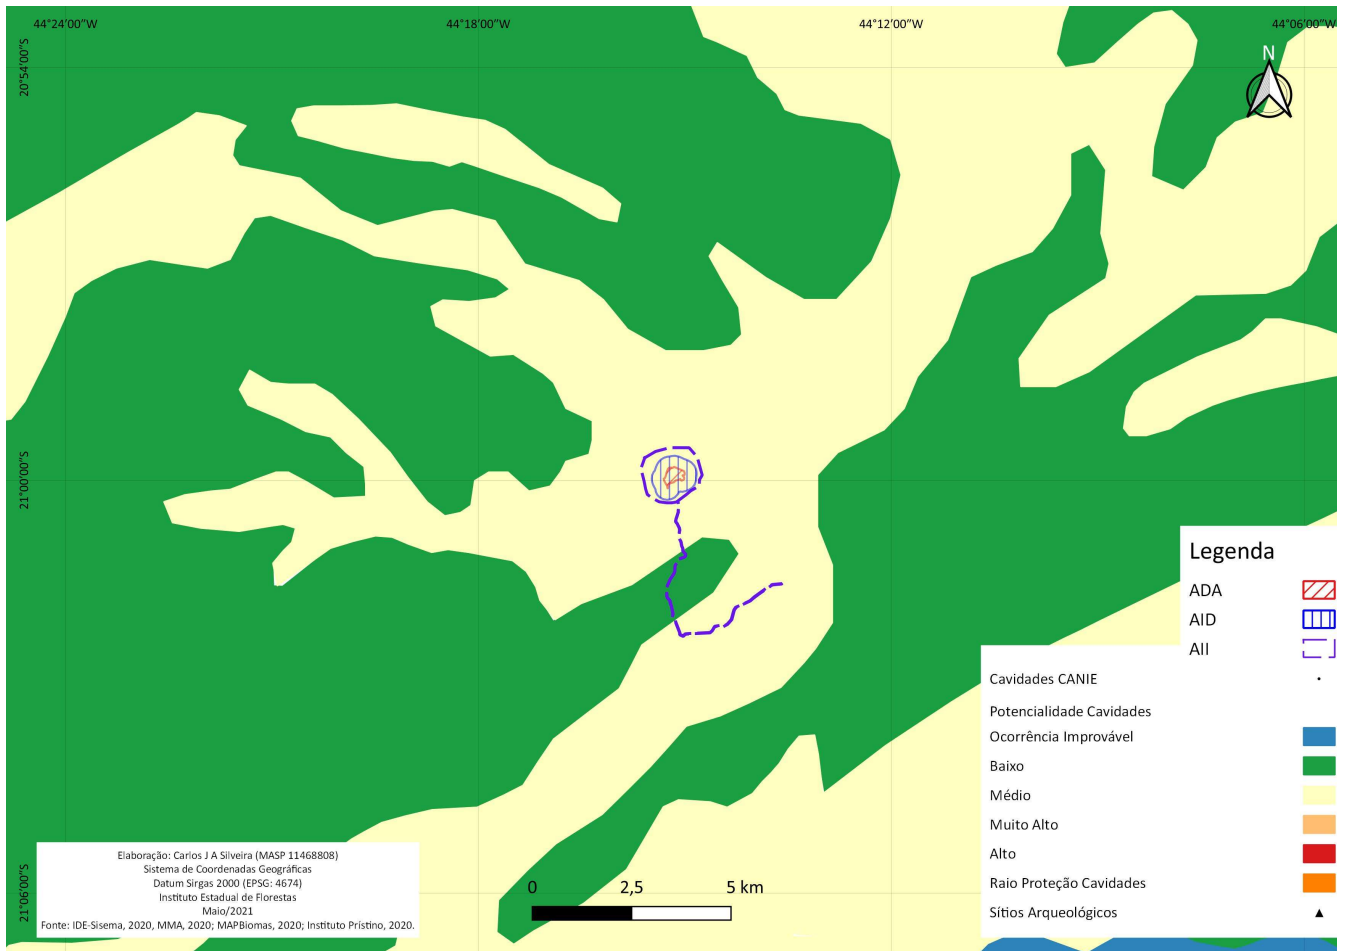 44°24'00"W
44°18'00"W
44°12'00"W
44°06'00"W
20°54'00"S
N
21°00'00"S
21°06'00"S
Legenda
ADA
AID
AII
Cavidades CANIE
Potencialidade Cavidades
Ocorrência Improvável
Baixo
Médio
Muito Alto
Alto
Raio Proteção Cavidades
Sítios Arqueológicos
Elaboração: Carlos J A Silveira (MASP 11468808)
Sistema de Coordenadas Geográficas
Datum Sirgas 2000 (EPSG: 4674)
Instituto Estadual de Florestas
Maio/2021
Fonte: IDE-Sisema, 2020, MMA, 2020; MAPBiomas, 2020; Instituto Prístino, 2020.
0 2,5 5 km